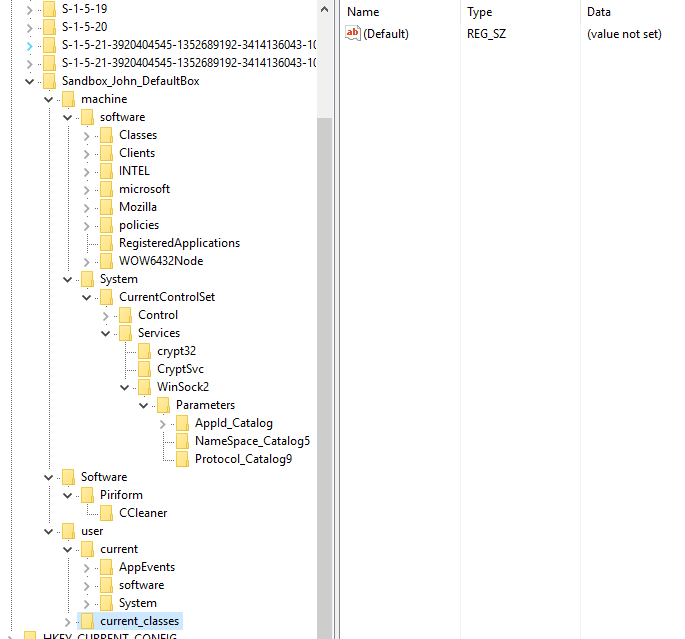 Name Type Data
ab (Default) REG_SZ (value not set)
S-1-5-19
S-1-5-20
S-1-5-21-3920404545-1352689192-3414136043-10
S-1-5-21-3920404545-1352689192-3414136043-10
Sandbox_John_DefaultBox
machine
software
Classes
Clients
INTEL
microsoft
Mozilla
policies
RegisteredApplications
WOW6432Node
System
CurrentControlSet
Control
Services
crypt32
CryptSvc
WinSock2
Parameters
AppId_Catalog
NameSpace_Catalog5
Protocol_Catalog9
Software
Piriform
CCleaner
user
current
AppEvents
software
System
current_classes
HKEY_CURRENT_CONFIG